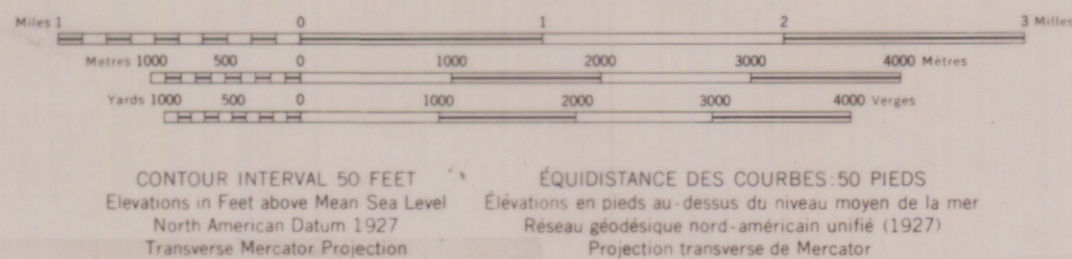 Miles 1 0 1 2 3 Milles
Metres 1000 500 0 1000 2000 3000 4000 Mètres
Yards 1000 500 0 1000 2000 3000 4000 Verges
CONTOUR INTERVAL 50 FEET
Elevations in Feet above Mean Sea Level
North American Datum 1927
Transverse Mercator Projection
ÉQUIDISTANCE DES COURBES: 50 PIEDS
Élévations en pieds au-dessus du niveau moyen de la mer
Réseau géodésique nord-américain unifié (1927)
Projection transverse de Mercator